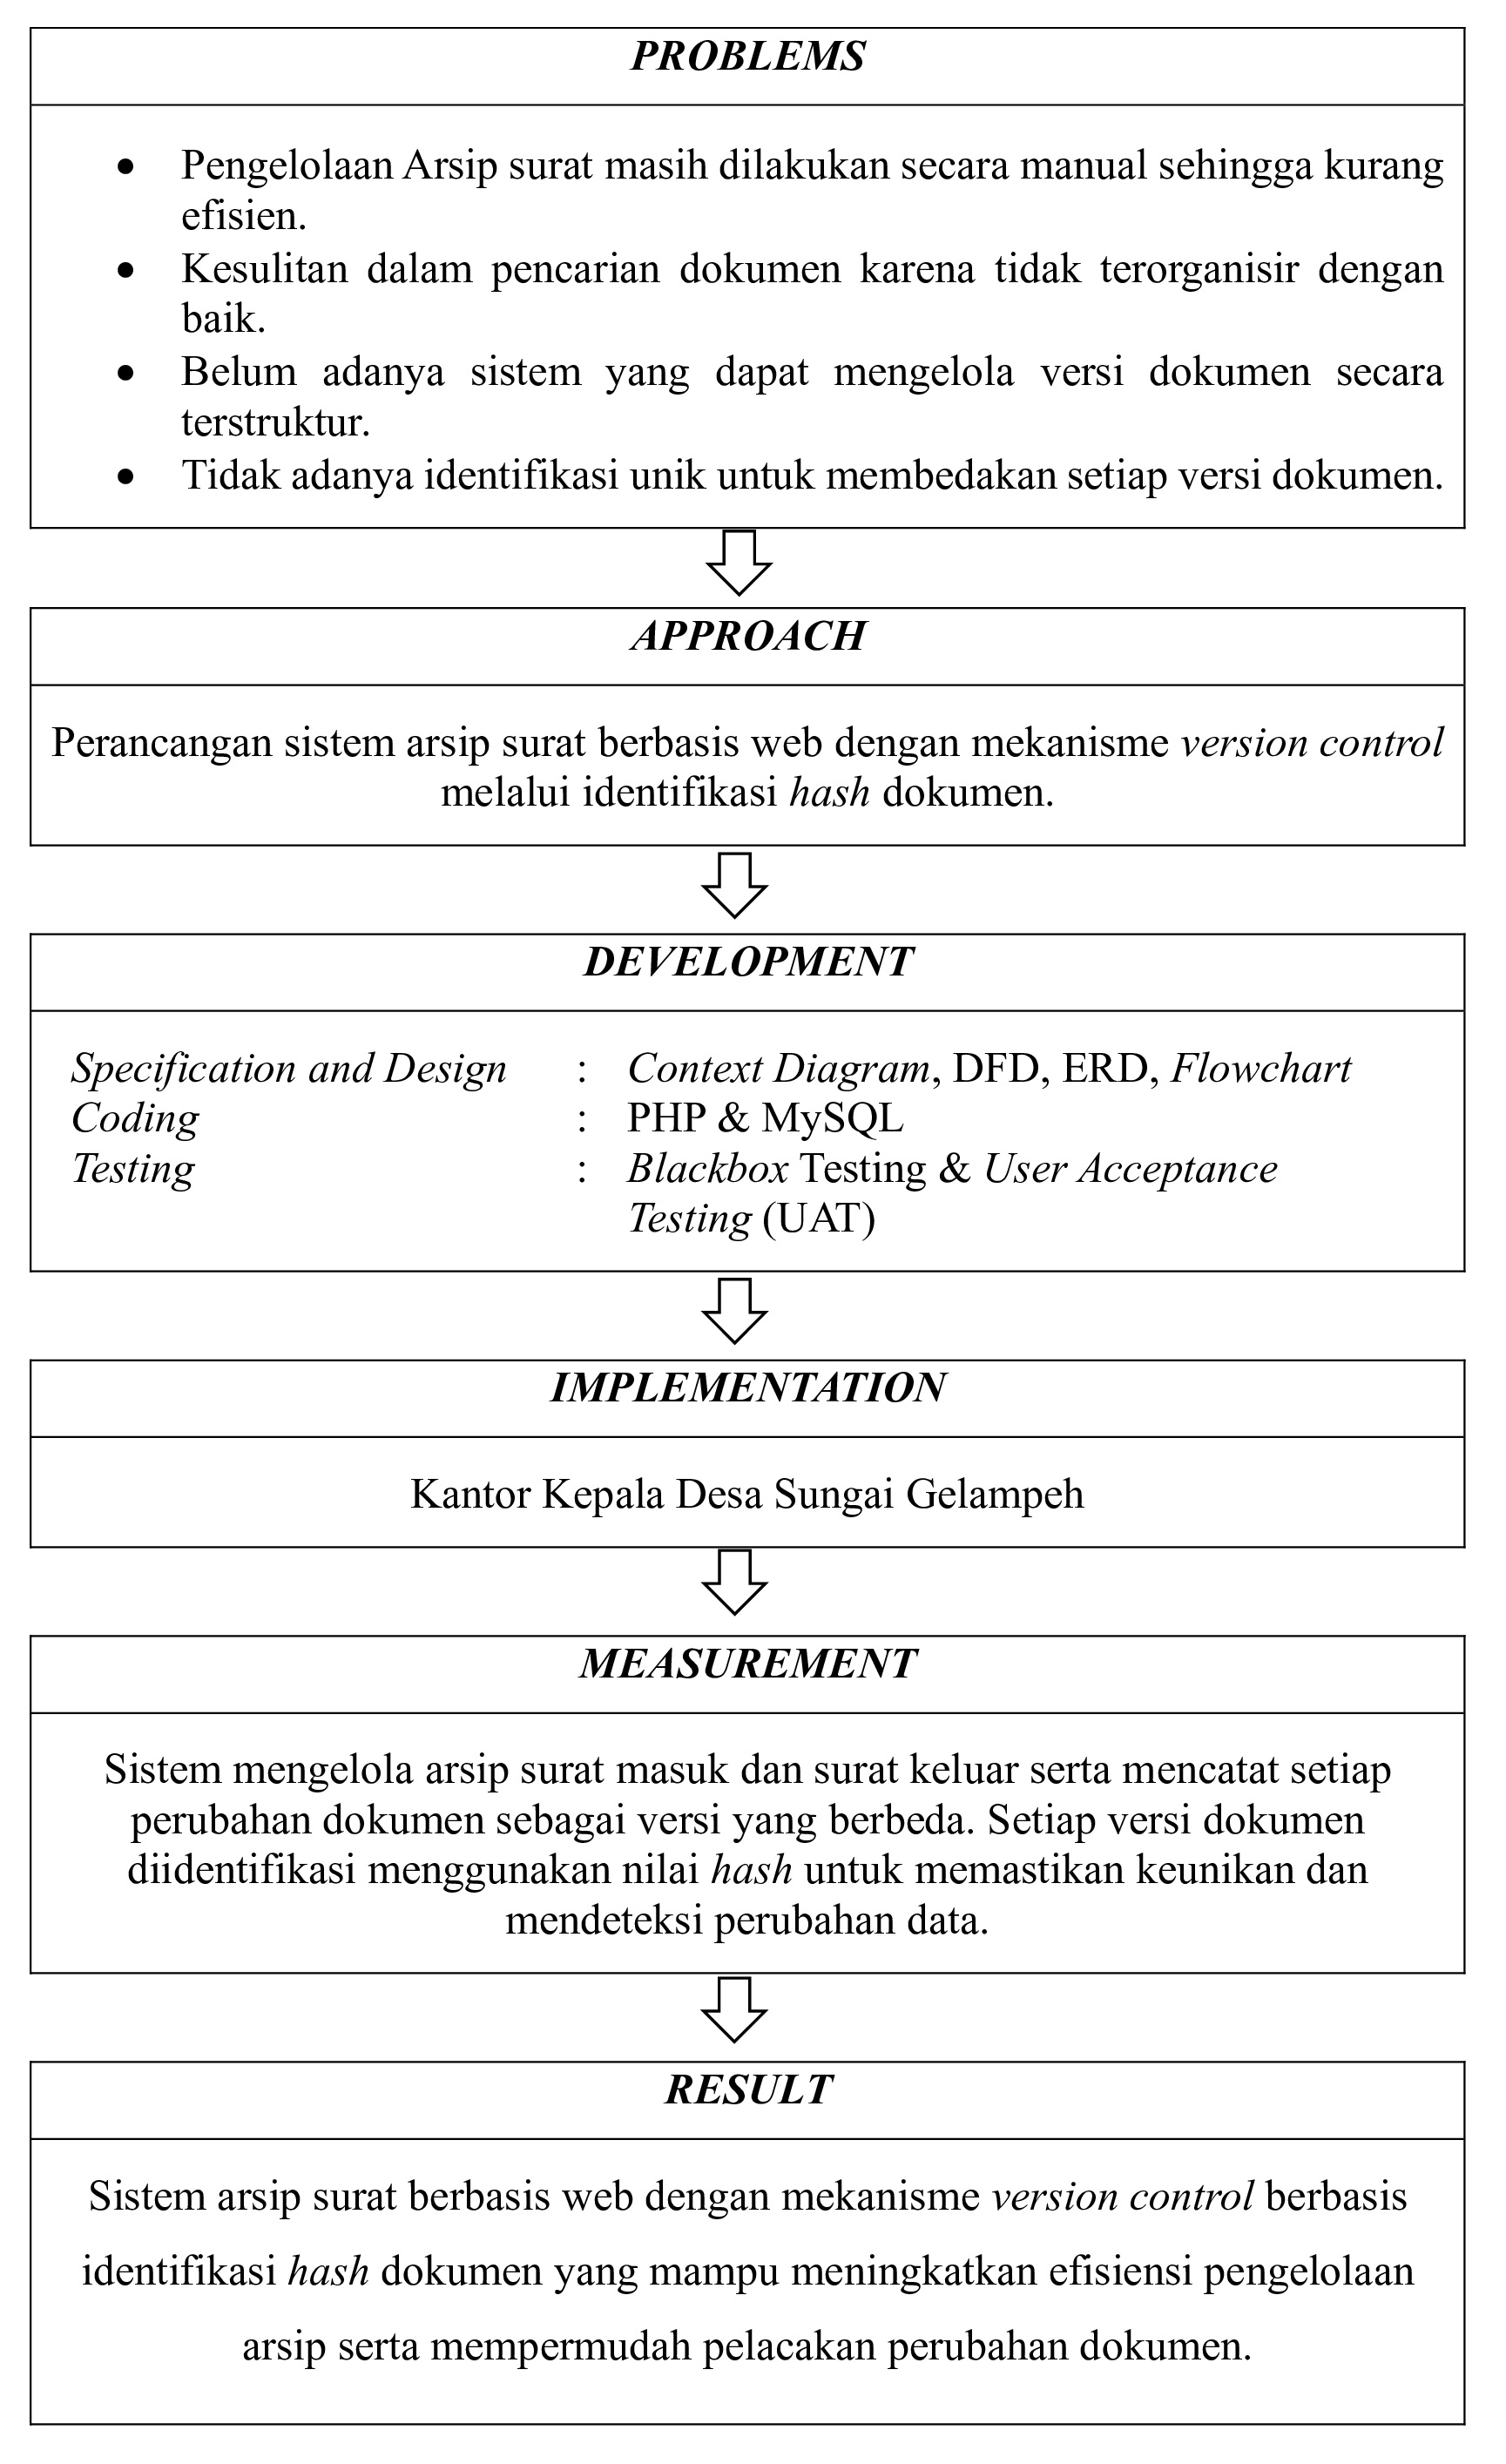 PROBLEMS
• Pengelolaan Arsip surat masih dilakukan secara manual sehingga kurang
efisien.
• Kesulitan dalam pencarian dokumen karena tidak terorganisir dengan
baik.
• Belum adanya sistem yang dapat mengelola versi dokumen secara
terstruktur.
• Tidak adanya identifikasi unik untuk membedakan setiap versi dokumen.
APPROACH
Perancangan sistem arsip surat berbasis web dengan mekanisme version control
melalui identifikasi hash dokumen.
DEVELOPMENT
Specification and Design : Context Diagram, DFD, ERD, Flowchart
Coding : PHP & MySQL
Testing : Blackbox Testing & User Acceptance
Testing (UAT)
IMPLEMENTATION
Kantor Kepala Desa Sungai Gelampeh
MEASUREMENT
Sistem mengelola arsip surat masuk dan surat keluar serta mencatat setiap
perubahan dokumen sebagai versi yang berbeda. Setiap versi dokumen
diidentifikasi menggunakan nilai hash untuk memastikan keunikan dan
mendeteksi perubahan data.
RESULT
Sistem arsip surat berbasis web dengan mekanisme version control berbasis
identifikasi hash dokumen yang mampu meningkatkan efisiensi pengelolaan
arsip serta mempermudah pelacakan perubahan dokumen.